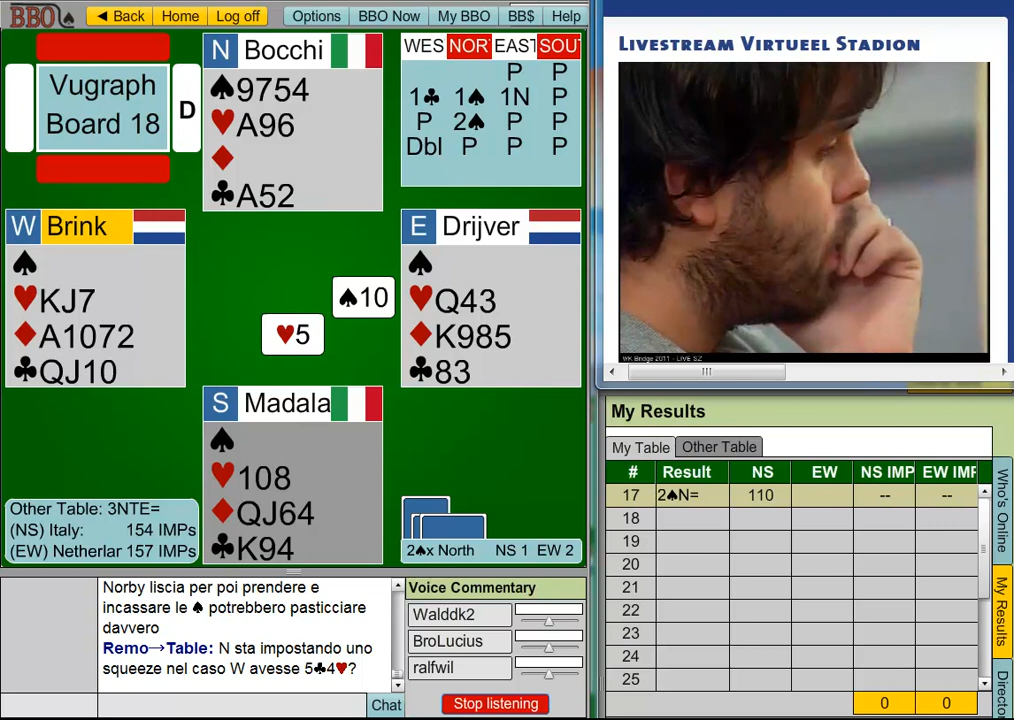 BBO
Back Home Log off Options BBO Now My BBO BB$ Help
Vugraph
Board 18
D
N Bocchi
♠9754
♥A96
♦
♣A52
WES NOR EAST SOU
P P
1♣ 1♠ 1N P
P 2♠ P P
Dbl P P P
W Brink
♠
♥KJ7
♦A1072
♣QJ10
♠10
♥5
E Drijver
♠
♥Q43
♦K985
♣83
S Madala
♠
♥108
♦QJ64
♣K94
Other Table: 3NTE=
(NS) Italy: 154 IMPs
(EW) Netherlar 157 IMPs
2♠x North NS 1 EW 2
Norby liscia per poi prendere e
incassare le ♠ potrebbero pasticciare
davvero
Remo→Table: N sta impostando uno
squeeze nel caso W avesse 5♣4♥?
Chat
Voice Commentary
Walddk2
BroLucius
ralfwil
Stop listening
Livestream Virtueel Stadion
WK Bridge 2011 - LIVE SZ
My Results
My Table Other Table
# Result NS EW NS IMP EW IMF
17 2♠N= 110 -- --
18
19
20
21
22
23
24
25
0 0
Who's Online
My Results
Director